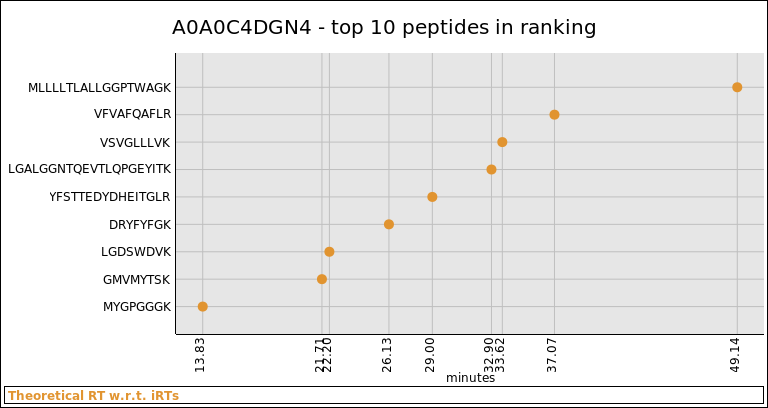 A0A0C4DGN4 - top 10 peptides in ranking
MLLLLTLALLGGPTWAGK
VFVAFQAFLR
VSVGLLLVK
LGALGGNTQEVTLQPGEYITK
YFSTTEDYDHEITGLR
DRYFYFGK
LGDSWDVK
GMVMYTSK
MYGPGGGK
13.83
21.71
22.20
26.13
29.00
32.90
33.62
37.07
49.14
minutes
Theoretical RT w.r.t. iRTs